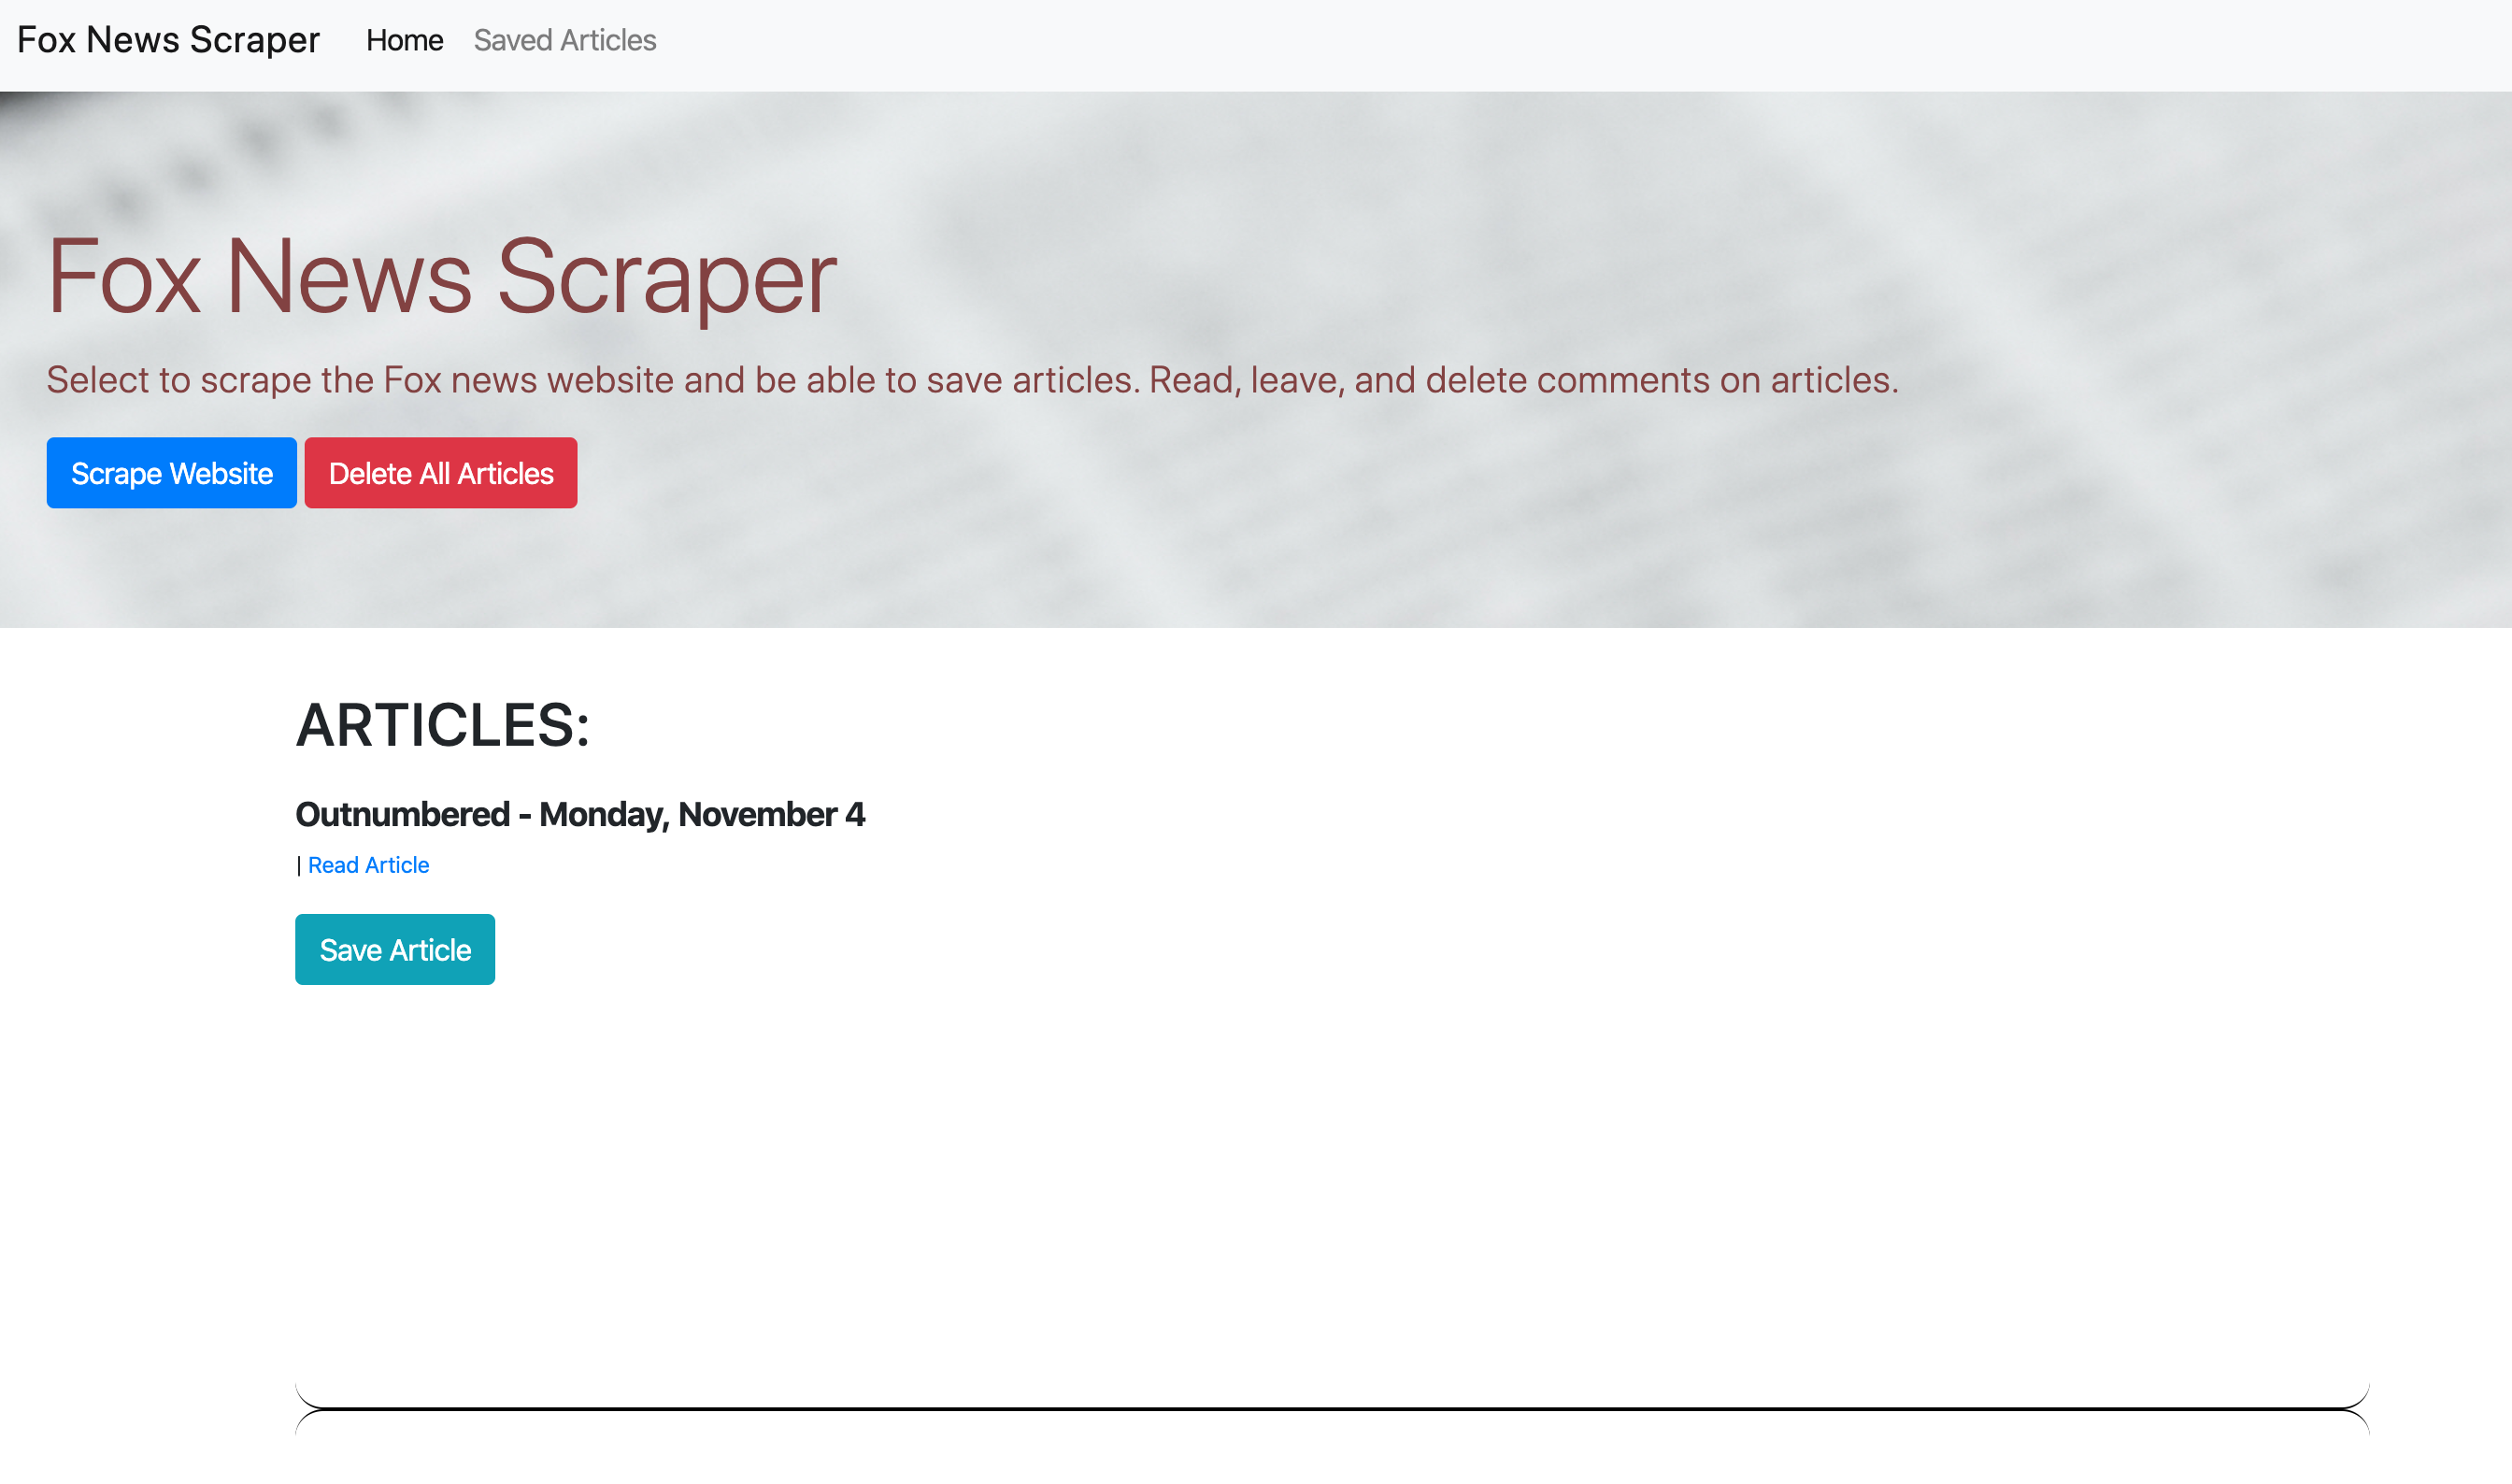 Fox News Scraper Home Saved Articles
Fox News Scraper
Select to scrape the Fox news website and be able to save articles. Read, leave, and delete comments on articles.
Scrape Website Delete All Articles
ARTICLES:
Outnumbered - Monday, November 4
| Read Article
Save Article